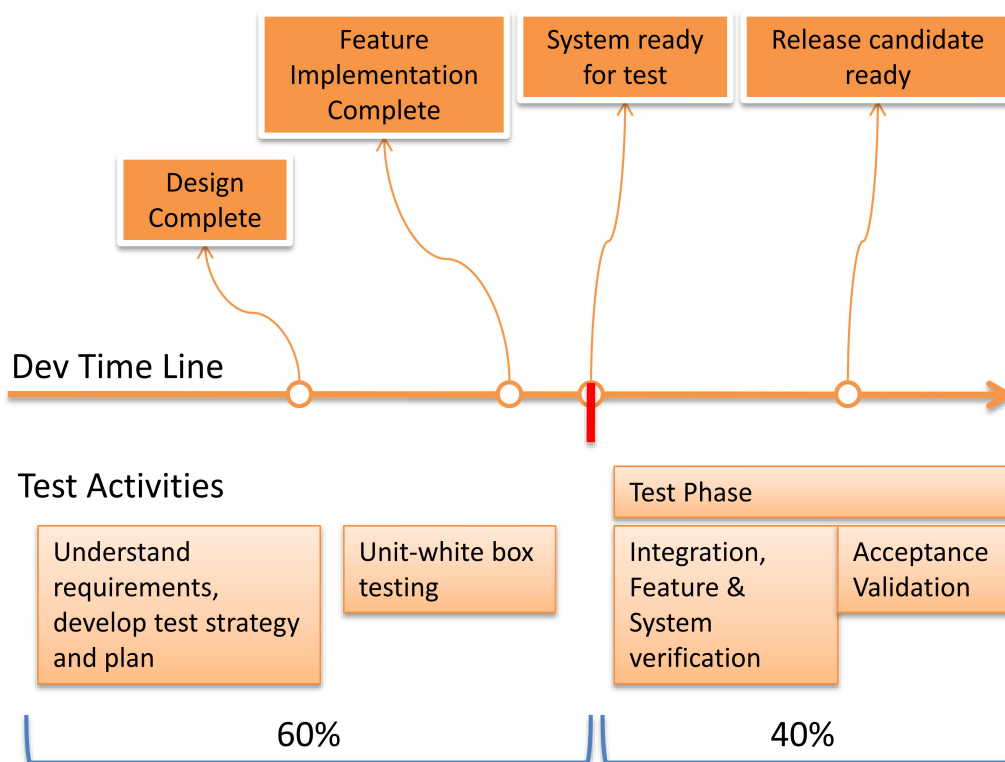 Feature
Implementation
Complete
System ready
for test
Release candidate
ready
Design
Complete
Dev Time Line
Test Activities
Test Phase
Understand
requirements,
develop test strategy
and plan
Unit-white box
testing
Integration,
Feature &
System
verification
Acceptance
Validation
60%
40%